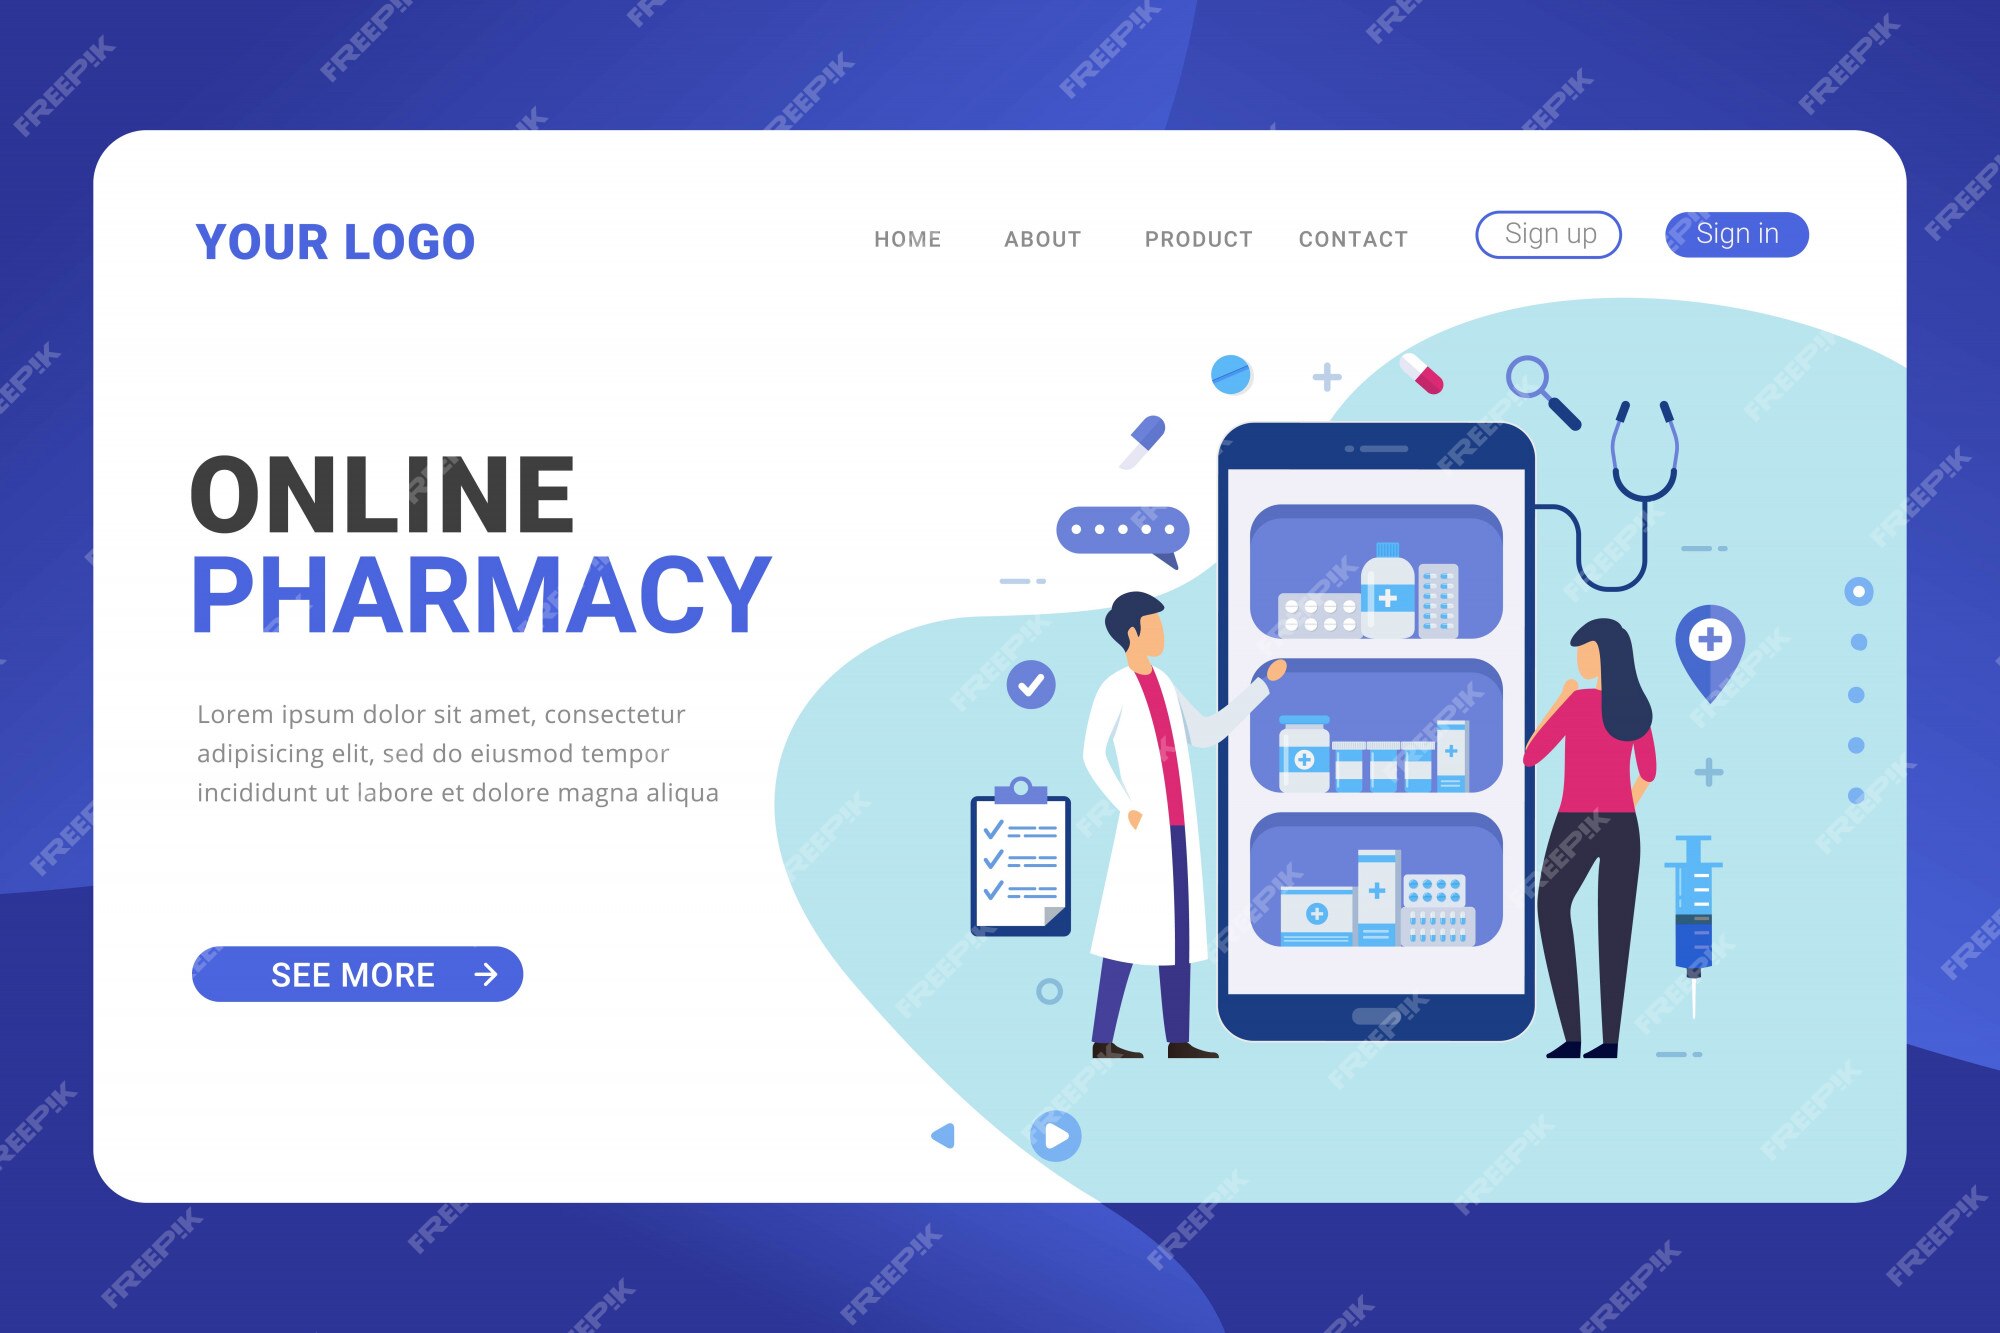 YOUR LOGO
HOME ABOUT PRODUCT CONTACT Sign up Sign in
ONLINE
PHARMACY
Lorem ipsum dolor sit amet, consectetur
adipisicing elit, sed do eiusmod tempor
incididunt ut labore et dolore magna aliqua
SEE MORE
FREEPIK